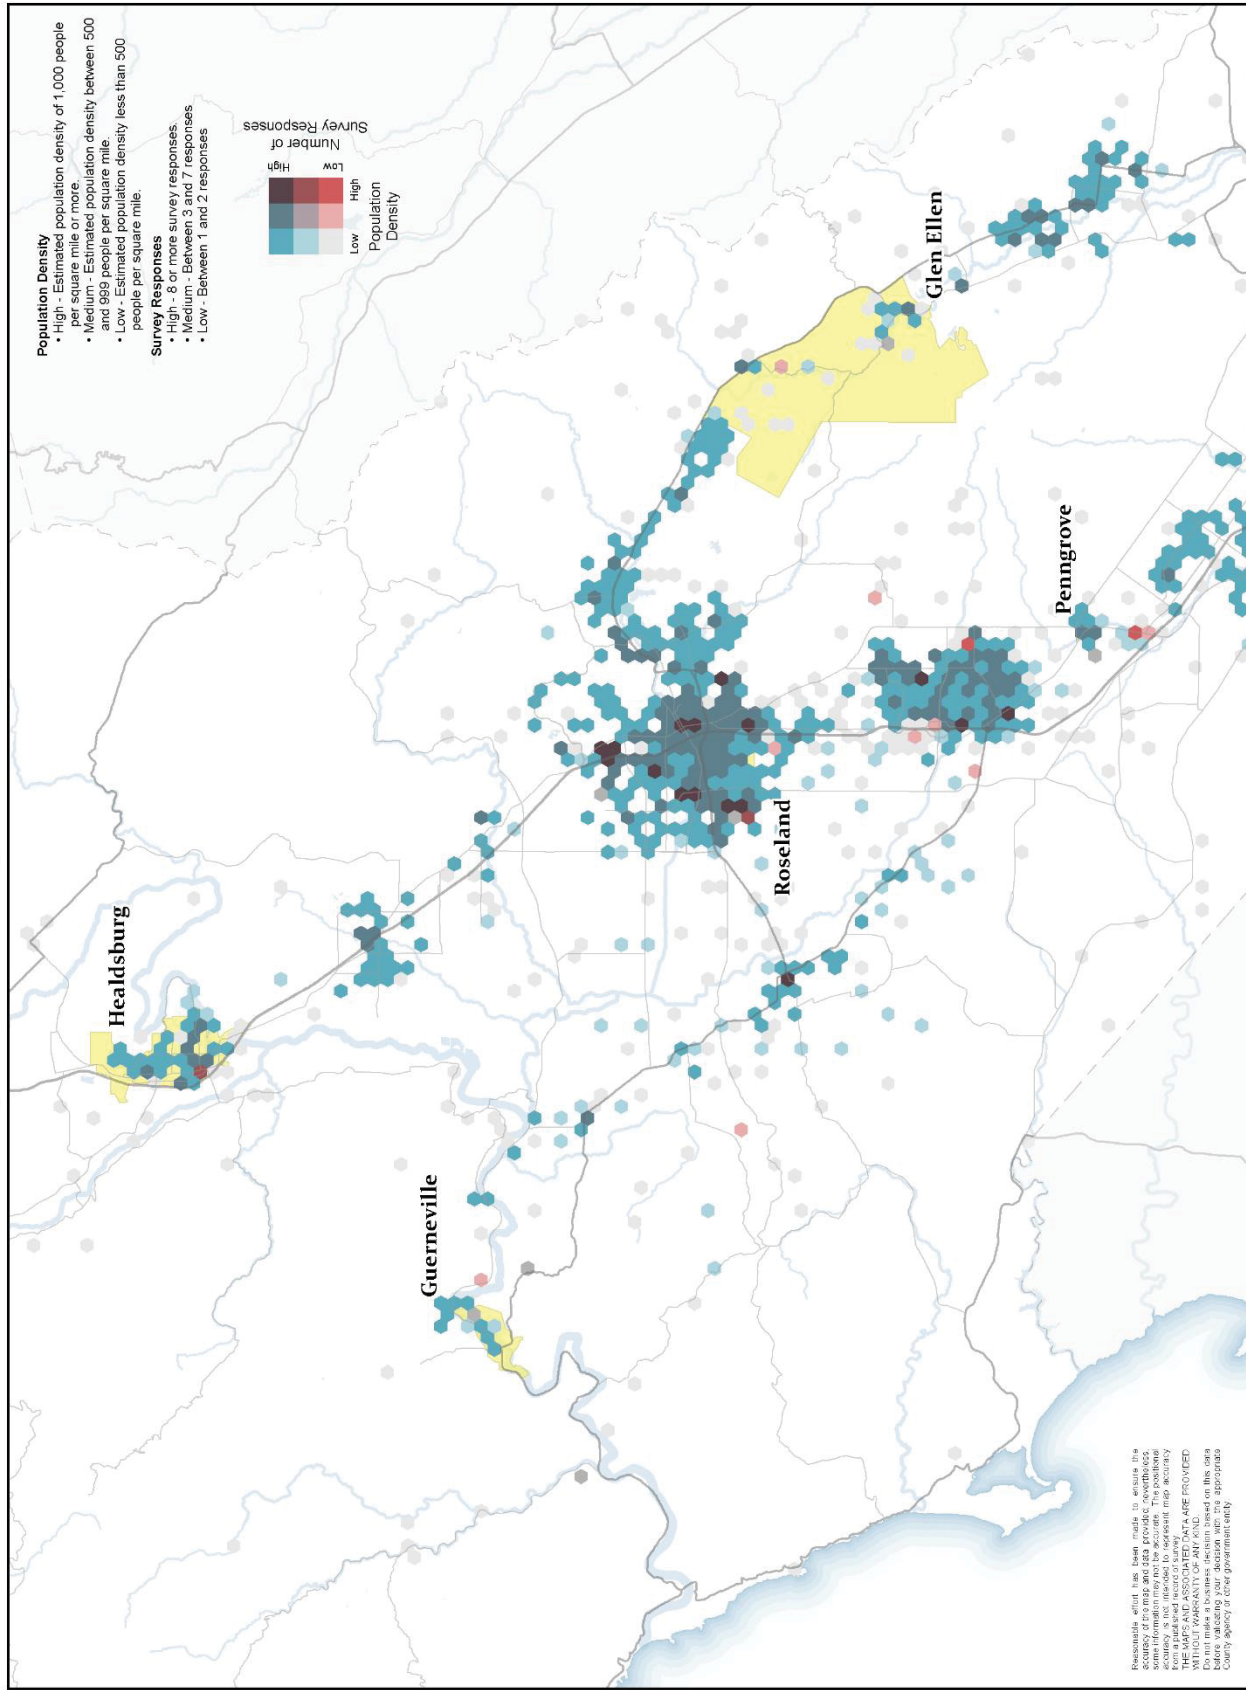 Population Density
• High - Estimated population density of 1,000 people
per square mile or more.
• Medium - Estimated population density between 500
and 999 people per square mile.
• Low - Estimated population density less than 500
people per square mile.
Survey Responses
• High - 8 or more survey responses.
• Medium - Between 3 and 7 responses
• Low - Between 1 and 2 responses
Number of
Survey Responses
High
Low
Low
High
Population
Density
Healdsburg
Guerneville
Roseland
Glen Ellen
Penngrove
Reasonable effort has been made to ensure the
accuracy of the map and data provided; nevertheless,
some information may not be accurate. The positional
accuracy is not intended to represent map accuracy
from a published record of survey.
THE MAPS AND ASSOCIATED DATA ARE PROVIDED
WITHOUT WARRANTY OF ANY KIND.
Do not make a business decision based on this data
before validating your decision with the appropriate
County agency or other government entity